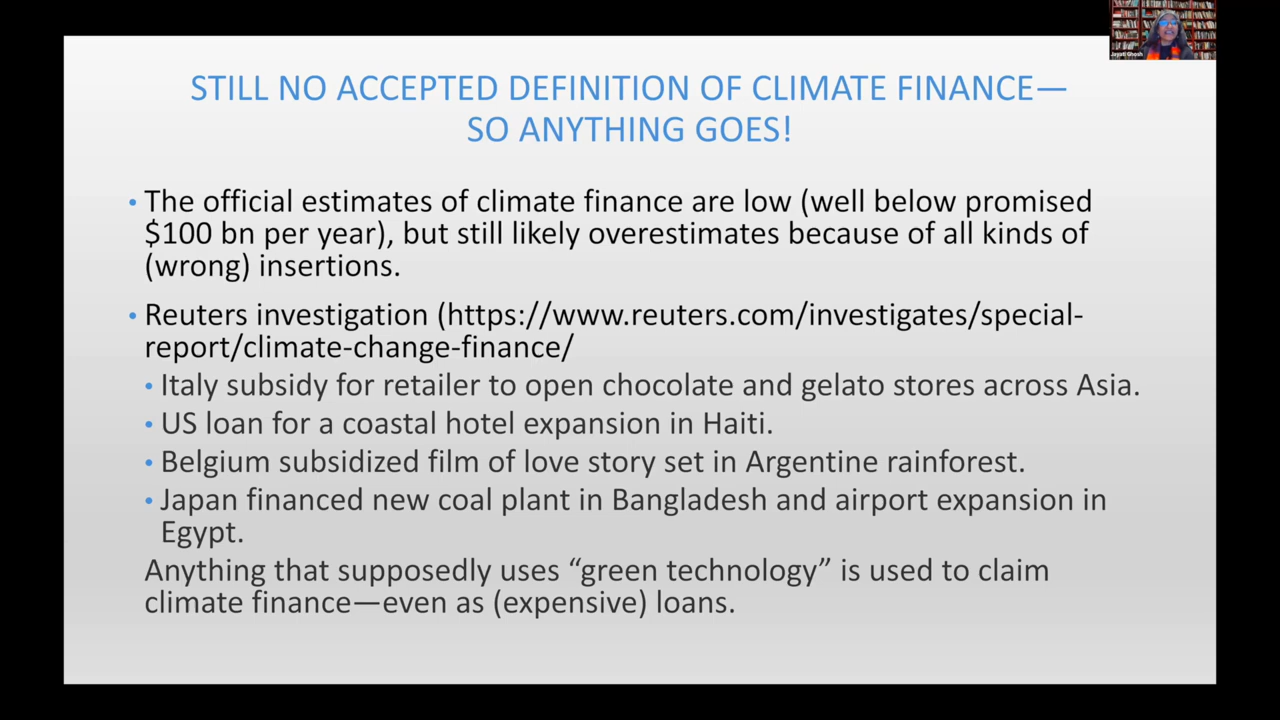 Jayati Ghosh
STILL NO ACCEPTED DEFINITION OF CLIMATE FINANCE—
SO ANYTHING GOES!
• The official estimates of climate finance are low (well below promised
$100 bn per year), but still likely overestimates because of all kinds of
(wrong) insertions.
• Reuters investigation (https://www.reuters.com/investigates/special-
report/climate-change-finance/
• Italy subsidy for retailer to open chocolate and gelato stores across Asia.
• US loan for a coastal hotel expansion in Haiti.
• Belgium subsidized film of love story set in Argentine rainforest.
• Japan financed new coal plant in Bangladesh and airport expansion in
Egypt.
Anything that supposedly uses “green technology” is used to claim
climate finance—even as (expensive) loans.